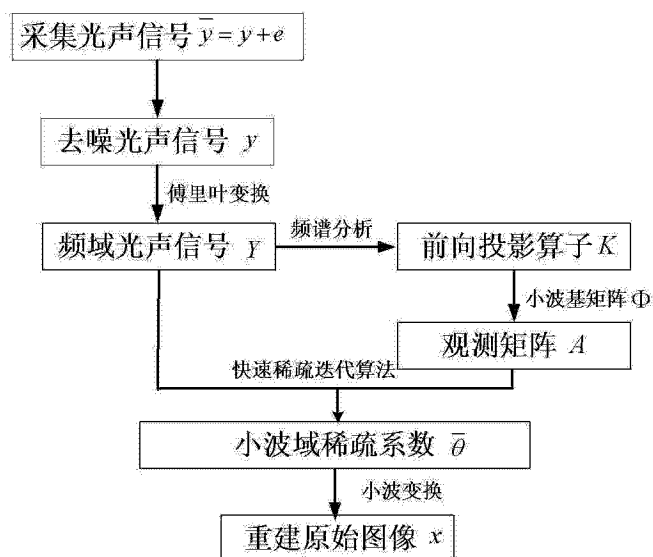 采集光声信号 y̅ = y + e
去噪光声信号 y
傅里叶变换
频域光声信号 Y
频谱分析
前向投影算子 K
小波基矩阵 Φ
观测矩阵 A
快速稀疏迭代算法
小波域稀疏系数 θ̅
小波变换
重建原始图像 x